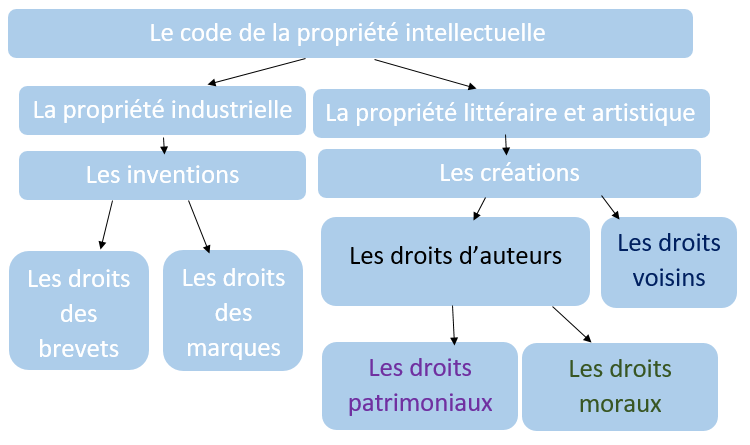 Le code de la propriété intellectuelle
La propriété industrielle
La propriété littéraire et artistique
Les inventions
Les créations
Les droits
des
brevets
Les droits
des
marques
Les droits d’auteurs
Les droits
voisins
Les droits
patrimoniaux
Les droits
moraux